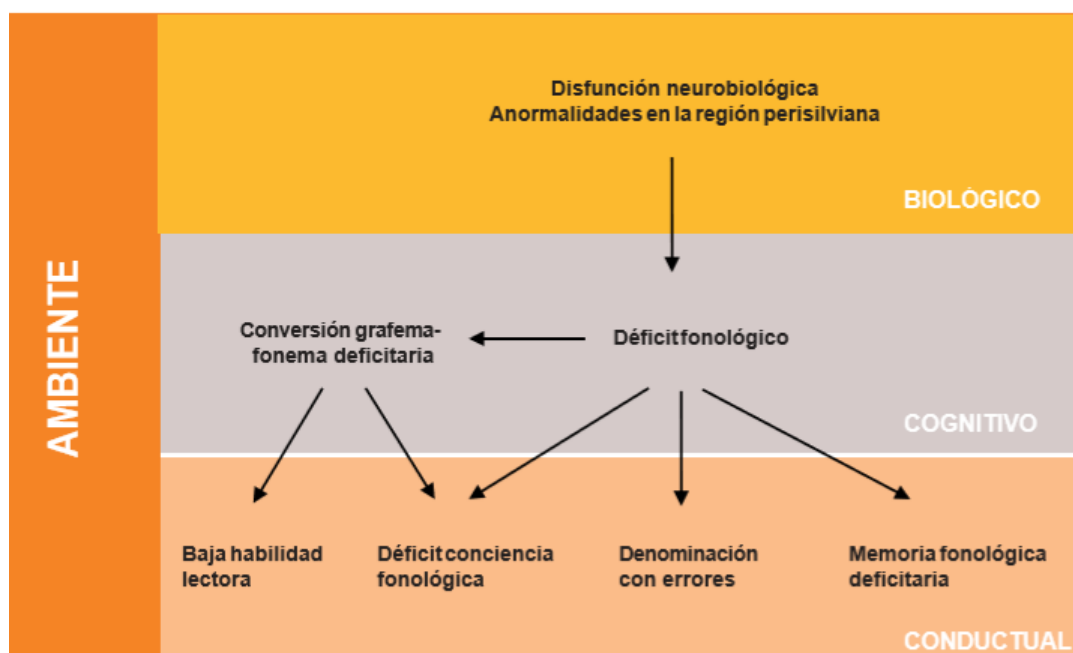 Disfunción neurobiológica
Anormalidades en la región perisilviana
BIOLÓGICO
AMBIENTE
Conversión grafema-
fonema deficitaria
Déficit fonológico
COGNITIVO
Baja habilidad
lectora
Déficit conciencia
fonológica
Denominación
con errores
Memoria fonológica
deficitaria
CONDUCTUAL